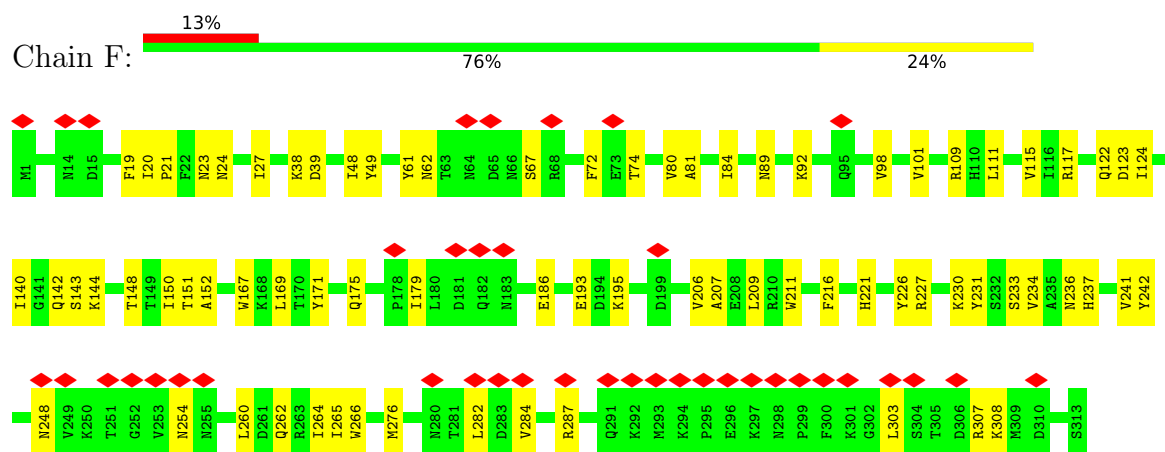 13%
Chain F:
76% 24%
M1 N14 D15 F19 I20 P21 F22 N23 N24 I27 K38 D39 I48 Y49 Y61 N62 T63 N64 D65 N66 S67 R68 F72 E73 T74 V80 A81 I84 N89 K92 Q95 V98 V101 R109 H110 L111 V115 I116 R117 Q122 D123 I124
I140 G141 Q142 S143 K144 T148 T149 I150 T151 A152 W167 K168 L169 T170 Y171 Q175 P178 I179 L180 D181 Q182 N183 E186 E193 D194 K195 D199 V206 A207 E208 L209 R210 W211 F216 H221 Y226 R227 K230 Y231 S232 S233 V234 A235 N236 H237 V241 Y242
N248 V249 K250 T251 G252 V253 N254 N255 L260 D261 Q262 R263 I264 I265 W266 M276 N280 T281 L282 D283 V284 R287 Q291 K292 M293 K294 P295 E296 K297 N298 P299 F300 K301 G302 L303 S304 T305 D306 R307 K308 M309 D310 S313